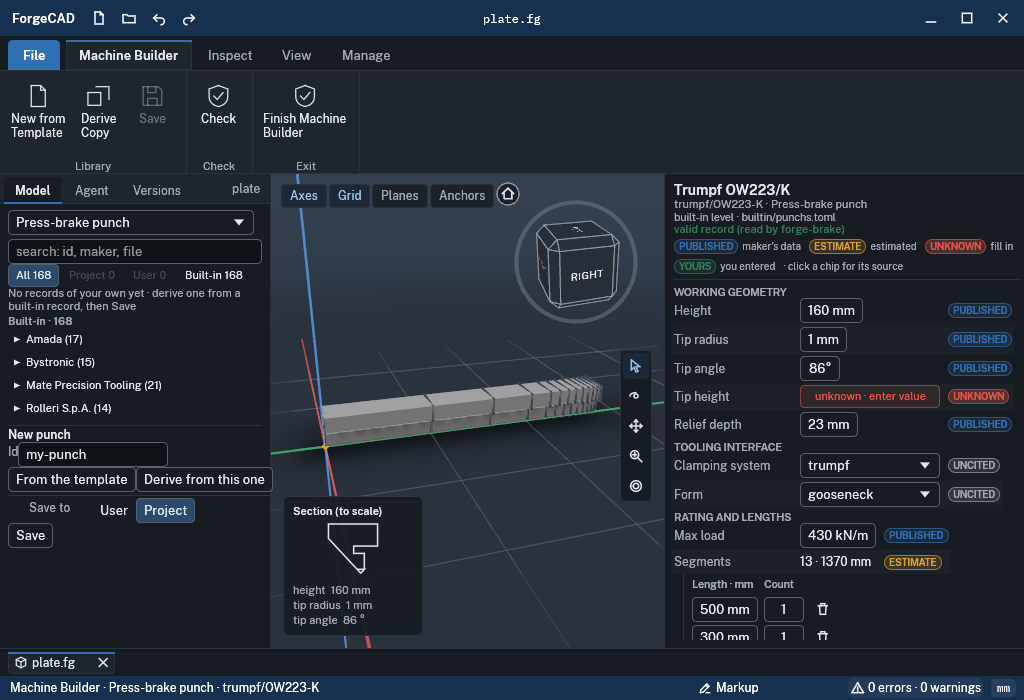 ForgeCAD
plate.fg
File
Machine Builder
Inspect
View
Manage
New from Template
Derive Copy
Save
Check
Finish Machine Builder
Library
Check
Exit
Model
Agent
Versions
plate
Press-brake punch
search: id, maker, file
All 168
Project 0
User 0
Built-in 168
No records of your own yet · derive one from a
built-in record, then Save
Built-in · 168
Amada (17)
Bystronic (15)
Mate Precision Tooling (21)
Rolleri S.p.A. (14)
New punch
Id
my-punch
From the template
Derive from this one
Save to
User
Project
Save
Axes
Grid
Planes
Anchors
RIGHT
Section (to scale)
height 160 mm
tip radius 1 mm
tip angle 86 °
Trumpf OW223/K
trumpf/OW223-K · Press-brake punch
built-in level · builtin/punchs.toml
valid record (read by forge-brake)
PUBLISHED maker's data ESTIMATE estimated UNKNOWN fill in
YOURS you entered · click a chip for its source
WORKING GEOMETRY
Height 160 mm PUBLISHED
Tip radius 1 mm PUBLISHED
Tip angle 86° PUBLISHED
Tip height unknown · enter value UNKNOWN
Relief depth 23 mm PUBLISHED
TOOLING INTERFACE
Clamping system trumpf UNCITED
Form gooseneck UNCITED
RATING AND LENGTHS
Max load 430 kN/m PUBLISHED
Segments 13 · 1370 mm ESTIMATE
Length · mm Count
500 mm 1
300 mm 1
plate.fg
Machine Builder · Press-brake punch · trumpf/OW223-K
Markup
0 errors · 0 warnings
mm